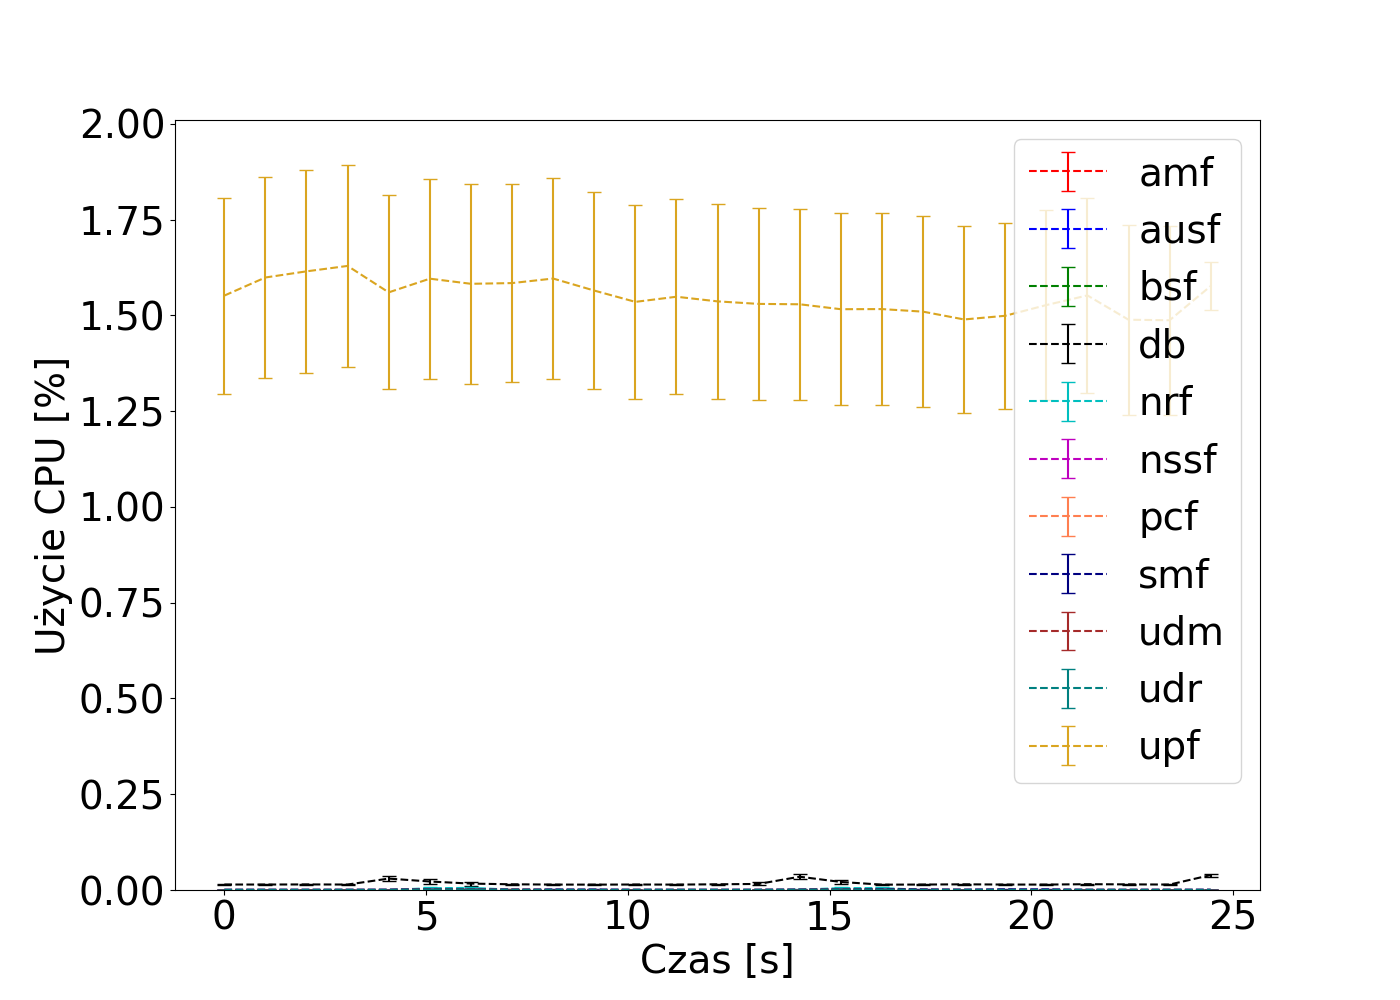 2.00
1.75
1.50
1.25
1.00
0.75
0.50
0.25
0.00
Użycie CPU [%]
0 5 10 15 20 25
Czas [s]
amf
ausf
bsf
db
nrf
nssf
pcf
smf
udm
udr
upf